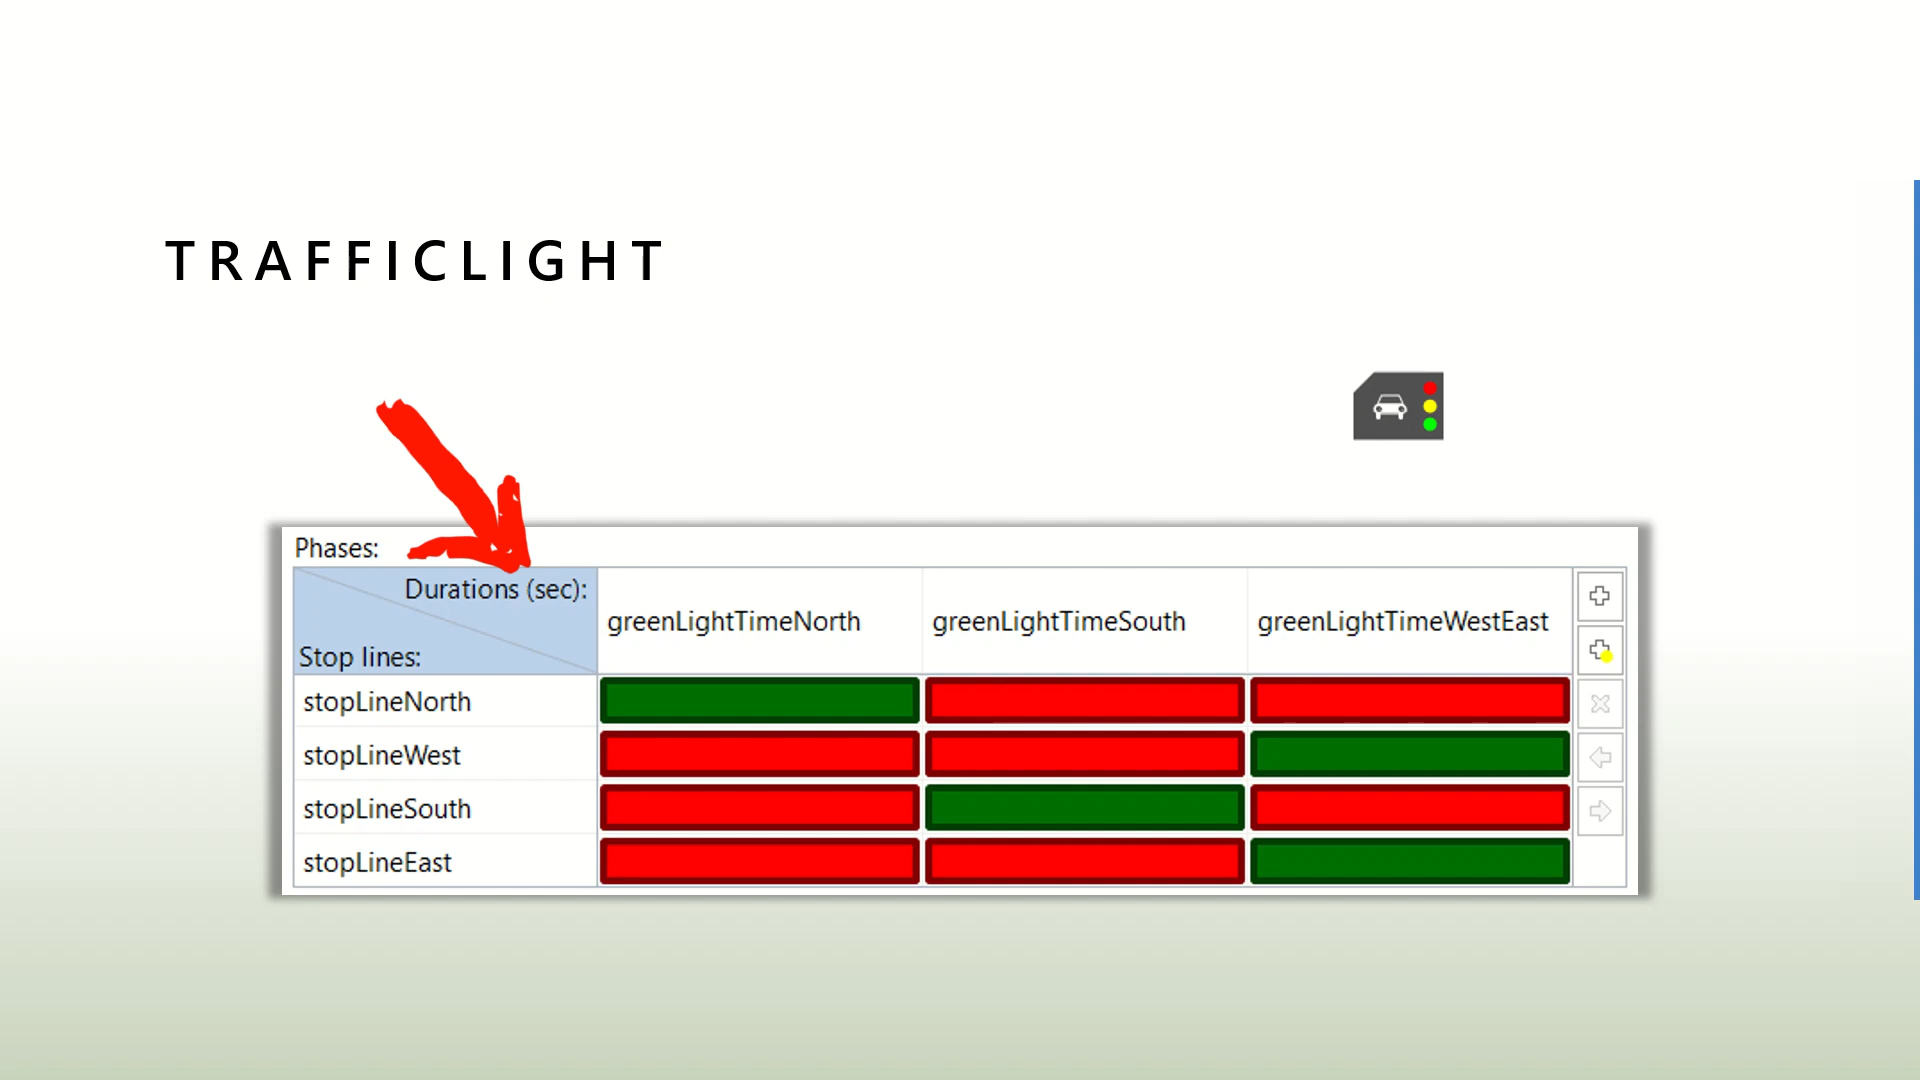 TRAFFICLIGHT
Phases:
Durations (sec):
Stop lines:
greenLightTimeNorth
greenLightTimeSouth
greenLightTimeWestEast
stopLineNorth
stopLineWest
stopLineSouth
stopLineEast